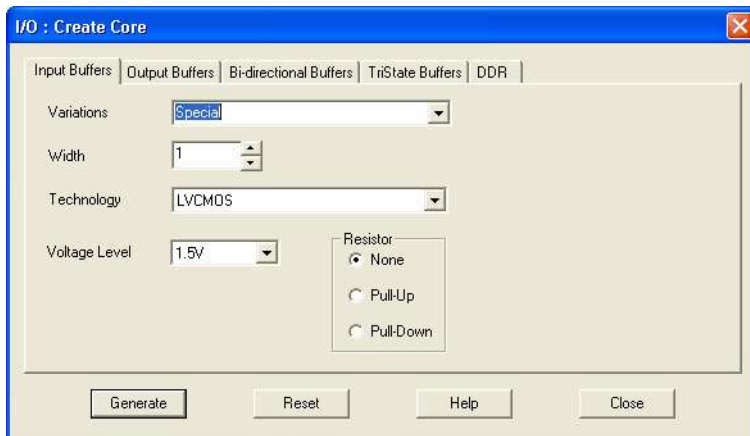 I/O : Create Core
Input Buffers
Output Buffers
Bi-directional Buffers
TriState Buffers
DDR
Variations
Special
Width
1
Technology
LVCMOS
Voltage Level
1.5V
Resistor
None
Pull-Up
Pull-Down
Generate
Reset
Help
Close